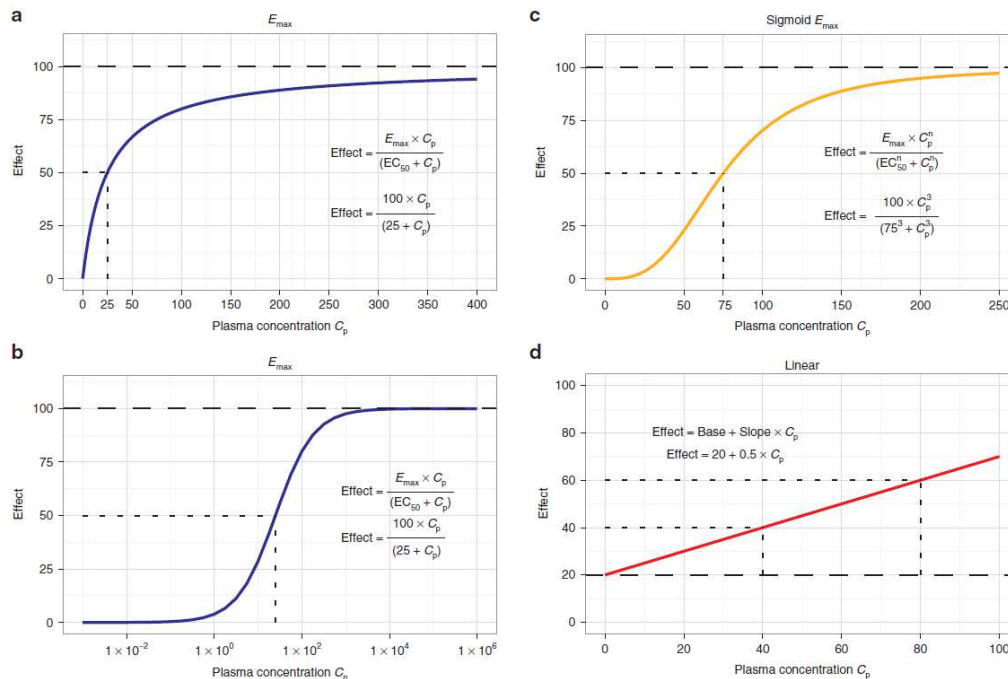 a
E_max
100
75
50
25
0
Effect
Effect = E_max × C_p / (EC_50 + C_p)
Effect = 100 × C_p / (25 + C_p)
0 25 50 100 150 200 250 300 350 400
Plasma concentration C_p
c
Sigmoid E_max
100
75
50
25
0
Effect
Effect = E_max × C_p^n / (EC_50^n + C_p^n)
Effect = 100 × C_p^3 / (75^3 + C_p^3)
0 50 75 100 150 200 250
Plasma concentration C_p
b
E_max
100
75
50
25
0
Effect
Effect = E_max × C_p / (EC_50 + C_p)
Effect = 100 × C_p / (25 + C_p)
1 × 10^−2 1 × 10^0 1 × 10^2 1 × 10^4 1 × 10^6
Plasma concentration C_p
d
Linear
100
80
60
40
20
0
Effect
Effect = Base + Slope × C_p
Effect = 20 + 0.5 × C_p
0 20 40 60 80 100
Plasma concentration C_p